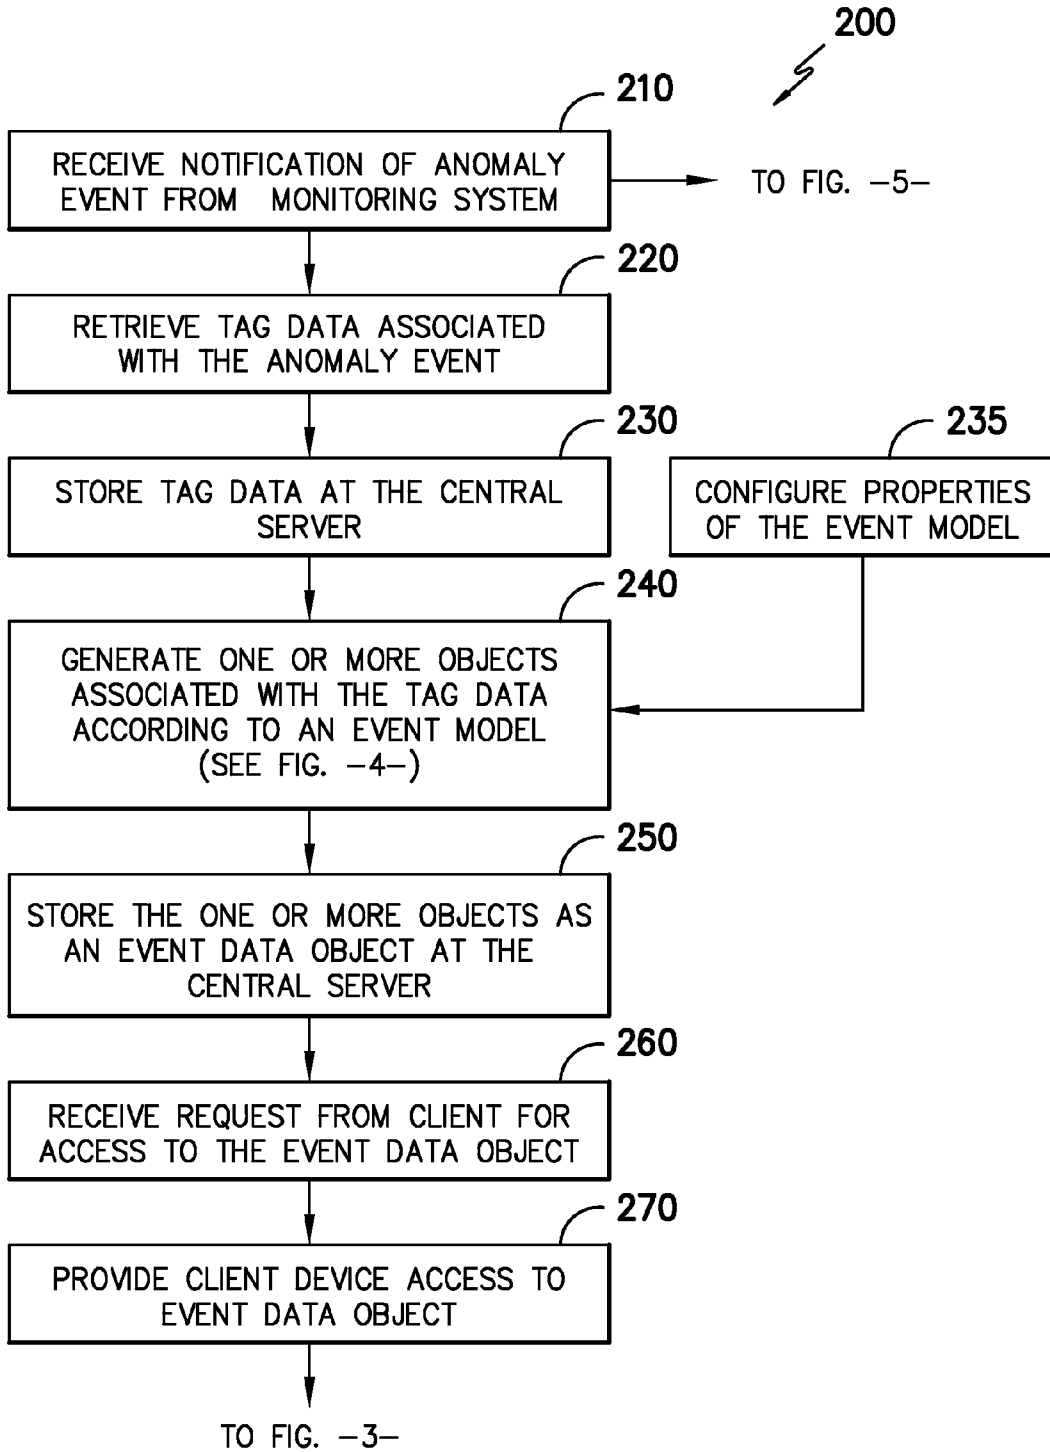 200
210
RECEIVE NOTIFICATION OF ANOMALY
EVENT FROM MONITORING SYSTEM
TO FIG. -5-
220
RETRIEVE TAG DATA ASSOCIATED
WITH THE ANOMALY EVENT
230
STORE TAG DATA AT THE CENTRAL
SERVER
235
CONFIGURE PROPERTIES
OF THE EVENT MODEL
240
GENERATE ONE OR MORE OBJECTS
ASSOCIATED WITH THE TAG DATA
ACCORDING TO AN EVENT MODEL
(SEE FIG. -4-)
250
STORE THE ONE OR MORE OBJECTS AS
AN EVENT DATA OBJECT AT THE
CENTRAL SERVER
260
RECEIVE REQUEST FROM CLIENT FOR
ACCESS TO THE EVENT DATA OBJECT
270
PROVIDE CLIENT DEVICE ACCESS TO
EVENT DATA OBJECT
TO FIG. -3-